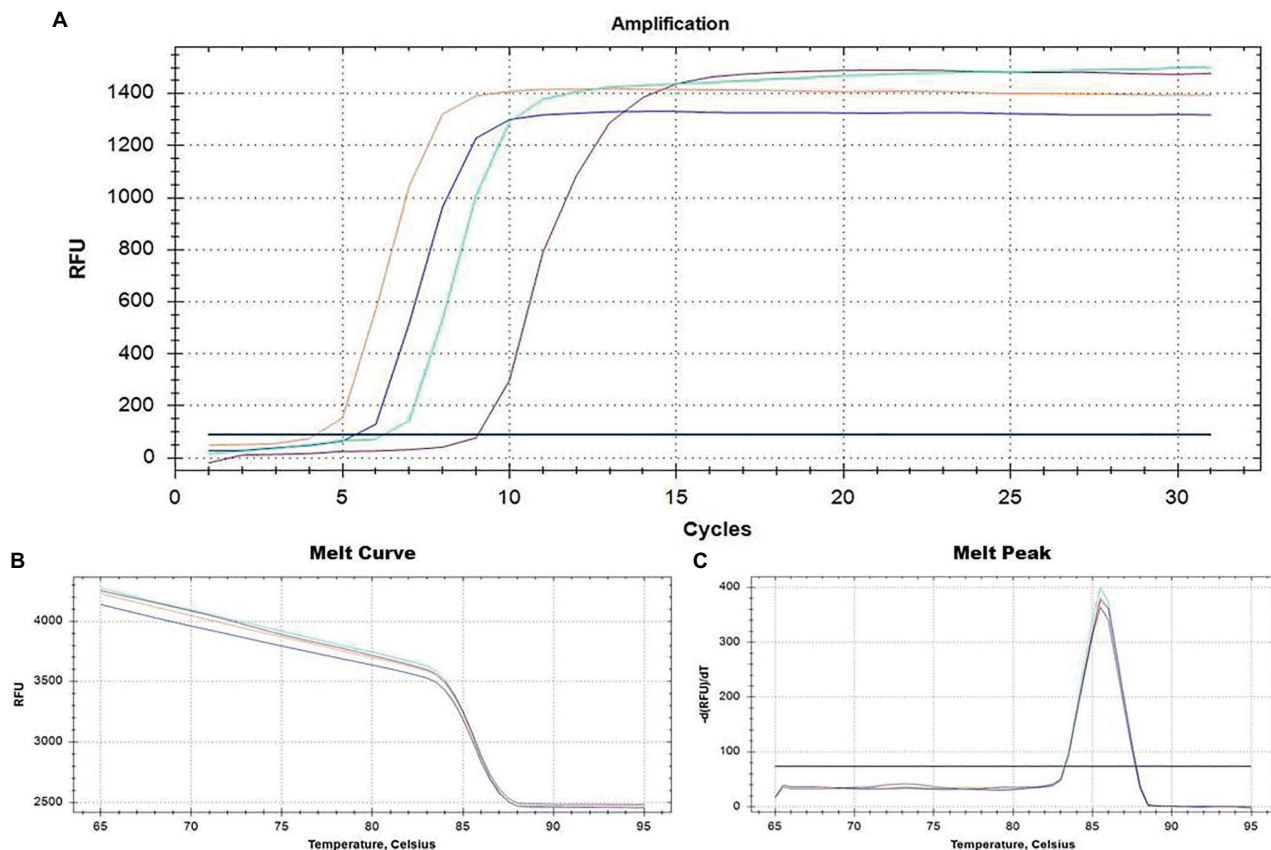 A
Amplification
RFU
1400
1200
1000
800
600
400
200
0
0 5 10 15 20 25 30
Cycles
B
Melt Curve
RFU
4000
3500
3000
2500
65 70 75 80 85 90 95
Temperature, Celsius
C
Melt Peak
-d(RFU)/dT
400
300
200
100
0
65 70 75 80 85 90 95
Temperature, Celsius